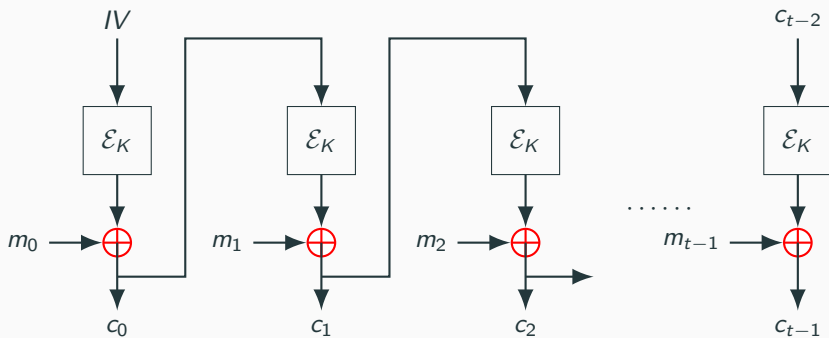 IV c_{t−2}
ℰ_K ℰ_K ℰ_K ℰ_K
......
m_0 m_1 m_2 m_{t−1}
c_0 c_1 c_2 c_{t−1}